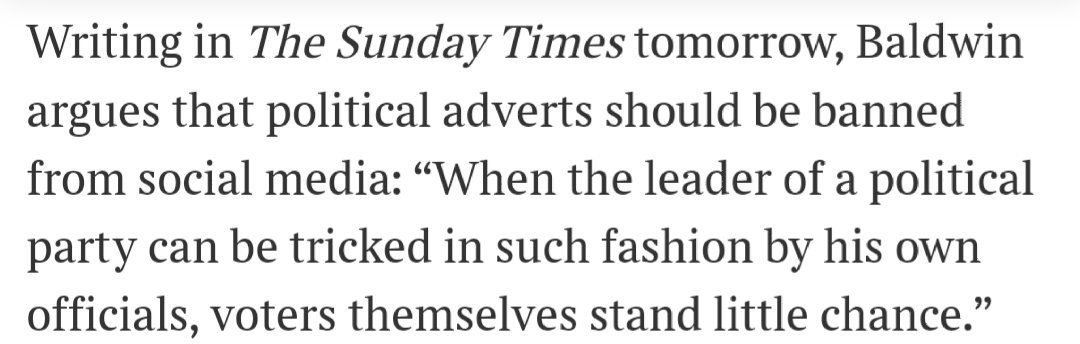 Writing in The Sunday Times tomorrow, Baldwin
argues that political adverts should be banned
from social media: “When the leader of a political
party can be tricked in such fashion by his own
officials, voters themselves stand little chance.”